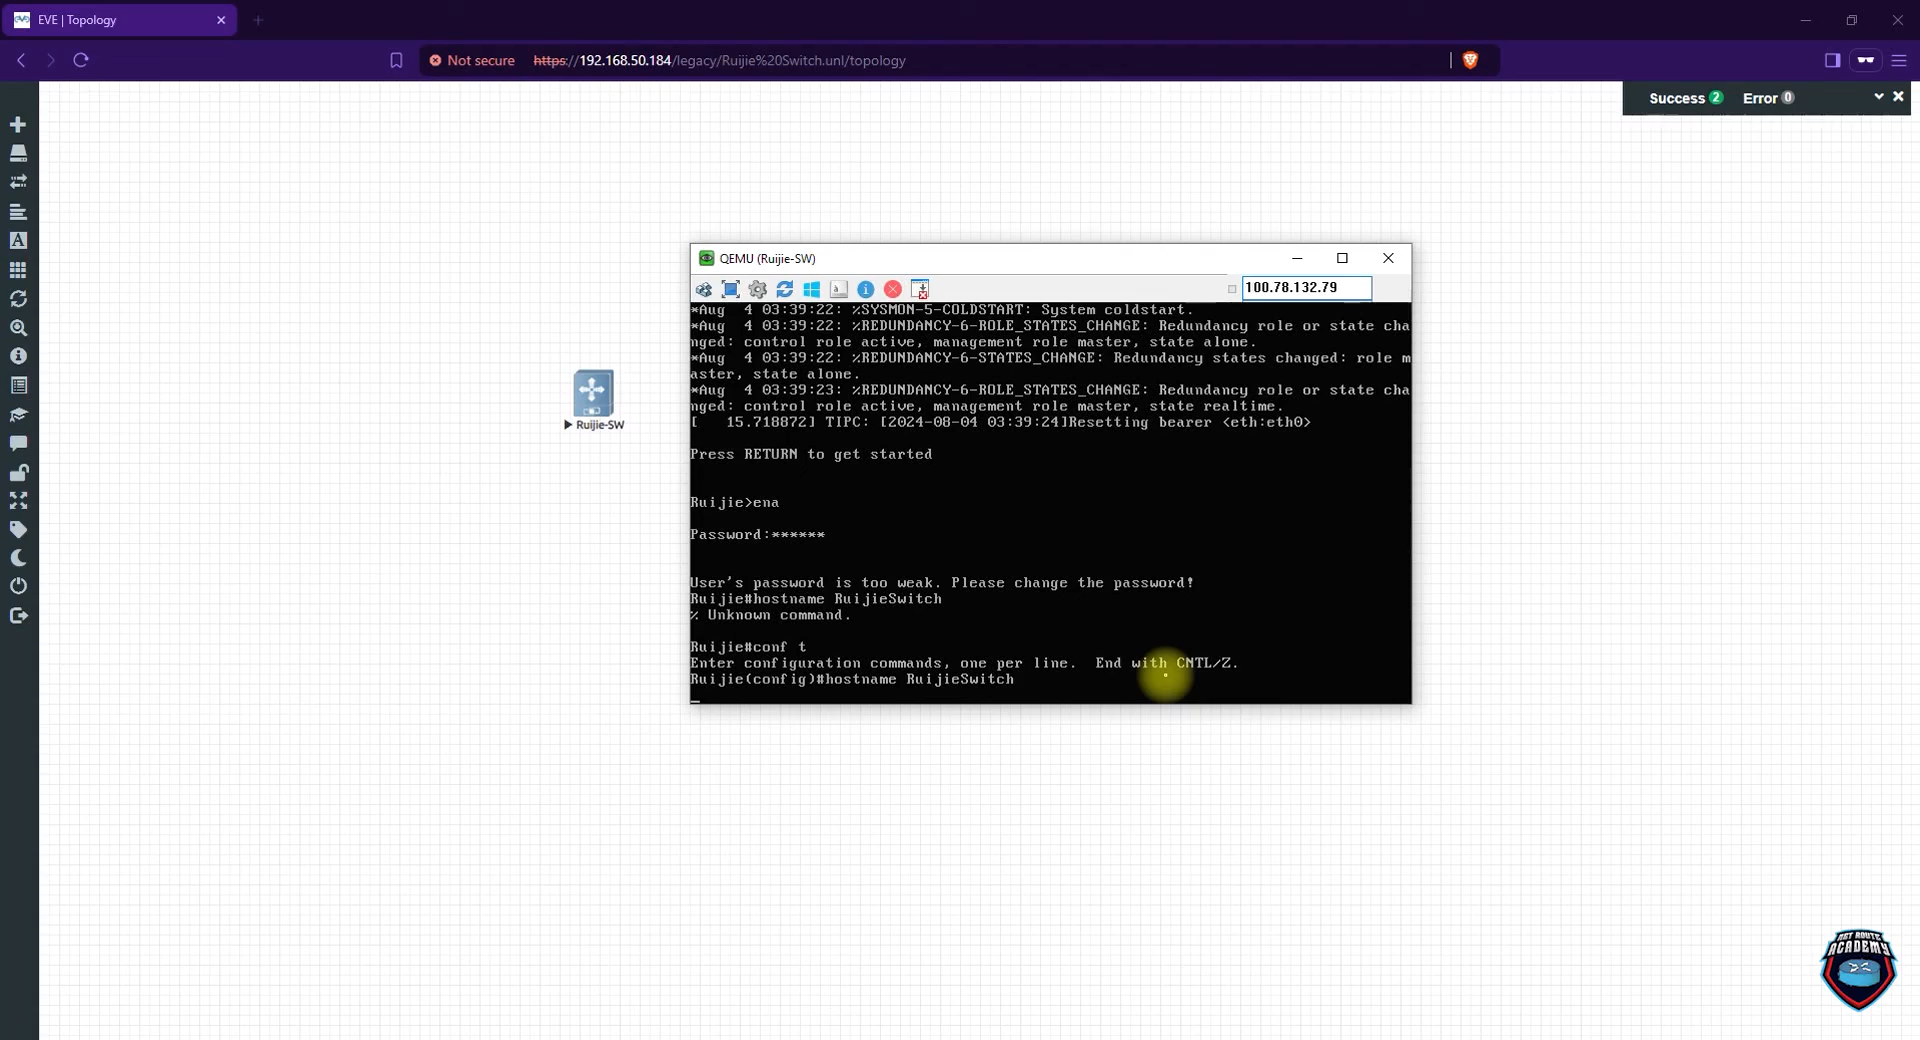 EVE | Topology
Not secure https://192.168.50.184/legacy/Ruijie%20Switch.unl/topology
Success 2 Error 0
QEMU (Ruijie-SW)
100.78.132.79
*Aug  4 03:39:22: %SYSMON-5-COLDSTART: System coldstart.
*Aug  4 03:39:22: %REDUNDANCY-6-ROLE_STATES_CHANGE: Redundancy role or state cha
nged: control role active, management role master, state alone.
*Aug  4 03:39:22: %REDUNDANCY-6-STATES_CHANGE: Redundancy states changed: role m
aster, state alone.
*Aug  4 03:39:23: %REDUNDANCY-6-ROLE_STATES_CHANGE: Redundancy role or state cha
nged: control role active, management role master, state realtime.
[   15.718872] TIPC: [2024-08-04 03:39:24]Resetting bearer <eth:eth0>
Press RETURN to get started
Ruijie>ena
Password:******
User's password is too weak. Please change the password!
Ruijie#hostname RuijieSwitch
% Unknown command.
Ruijie#conf t
Enter configuration commands, one per line.  End with CNTL/Z.
Ruijie(config)#hostname RuijieSwitch
Ruijie-SW
NET ROUTE
ACADEMY